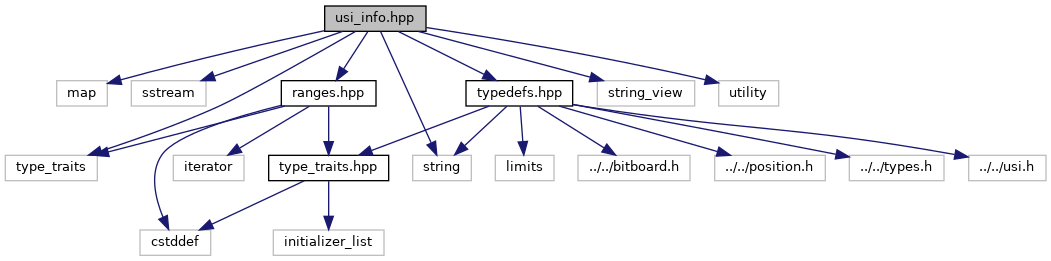 usi_info.hpp
map
sstream
ranges.hpp
typedefs.hpp
string_view
utility
type_traits
iterator
type_traits.hpp
string
limits
../../bitboard.h
../../position.h
../../types.h
../../usi.h
cstddef
initializer_list